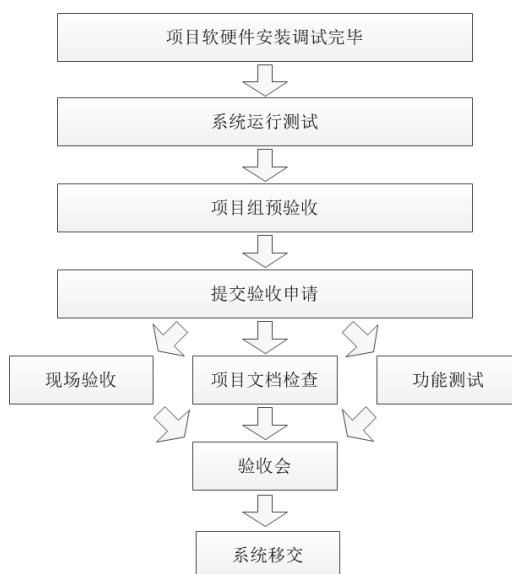 项目软硬件安装调试完毕
系统运行测试
项目组预验收
提交验收申请
现场验收
项目文档检查
功能测试
验收会
系统移交